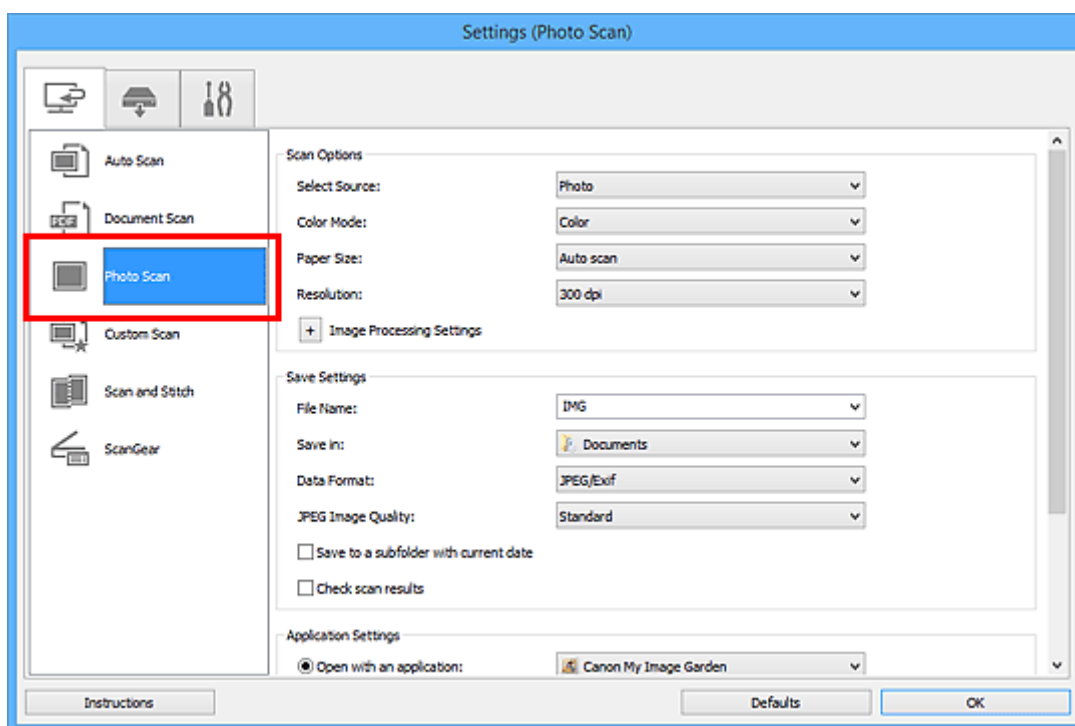 Settings (Photo Scan)
Auto Scan
PDF
Document Scan
Photo Scan
Custom Scan
Scan and Stitch
ScanGear
Scan Options
Select Source: Photo
Color Mode: Color
Paper Size: Auto scan
Resolution: 300 dpi
+ Image Processing Settings
Save Settings
File Name: IMG
Save in: Documents
Data Format: JPEG/Exif
JPEG Image Quality: Standard
Save to a subfolder with current date
Check scan results
Application Settings
Open with an application: Canon My Image Garden
Instructions Defaults OK